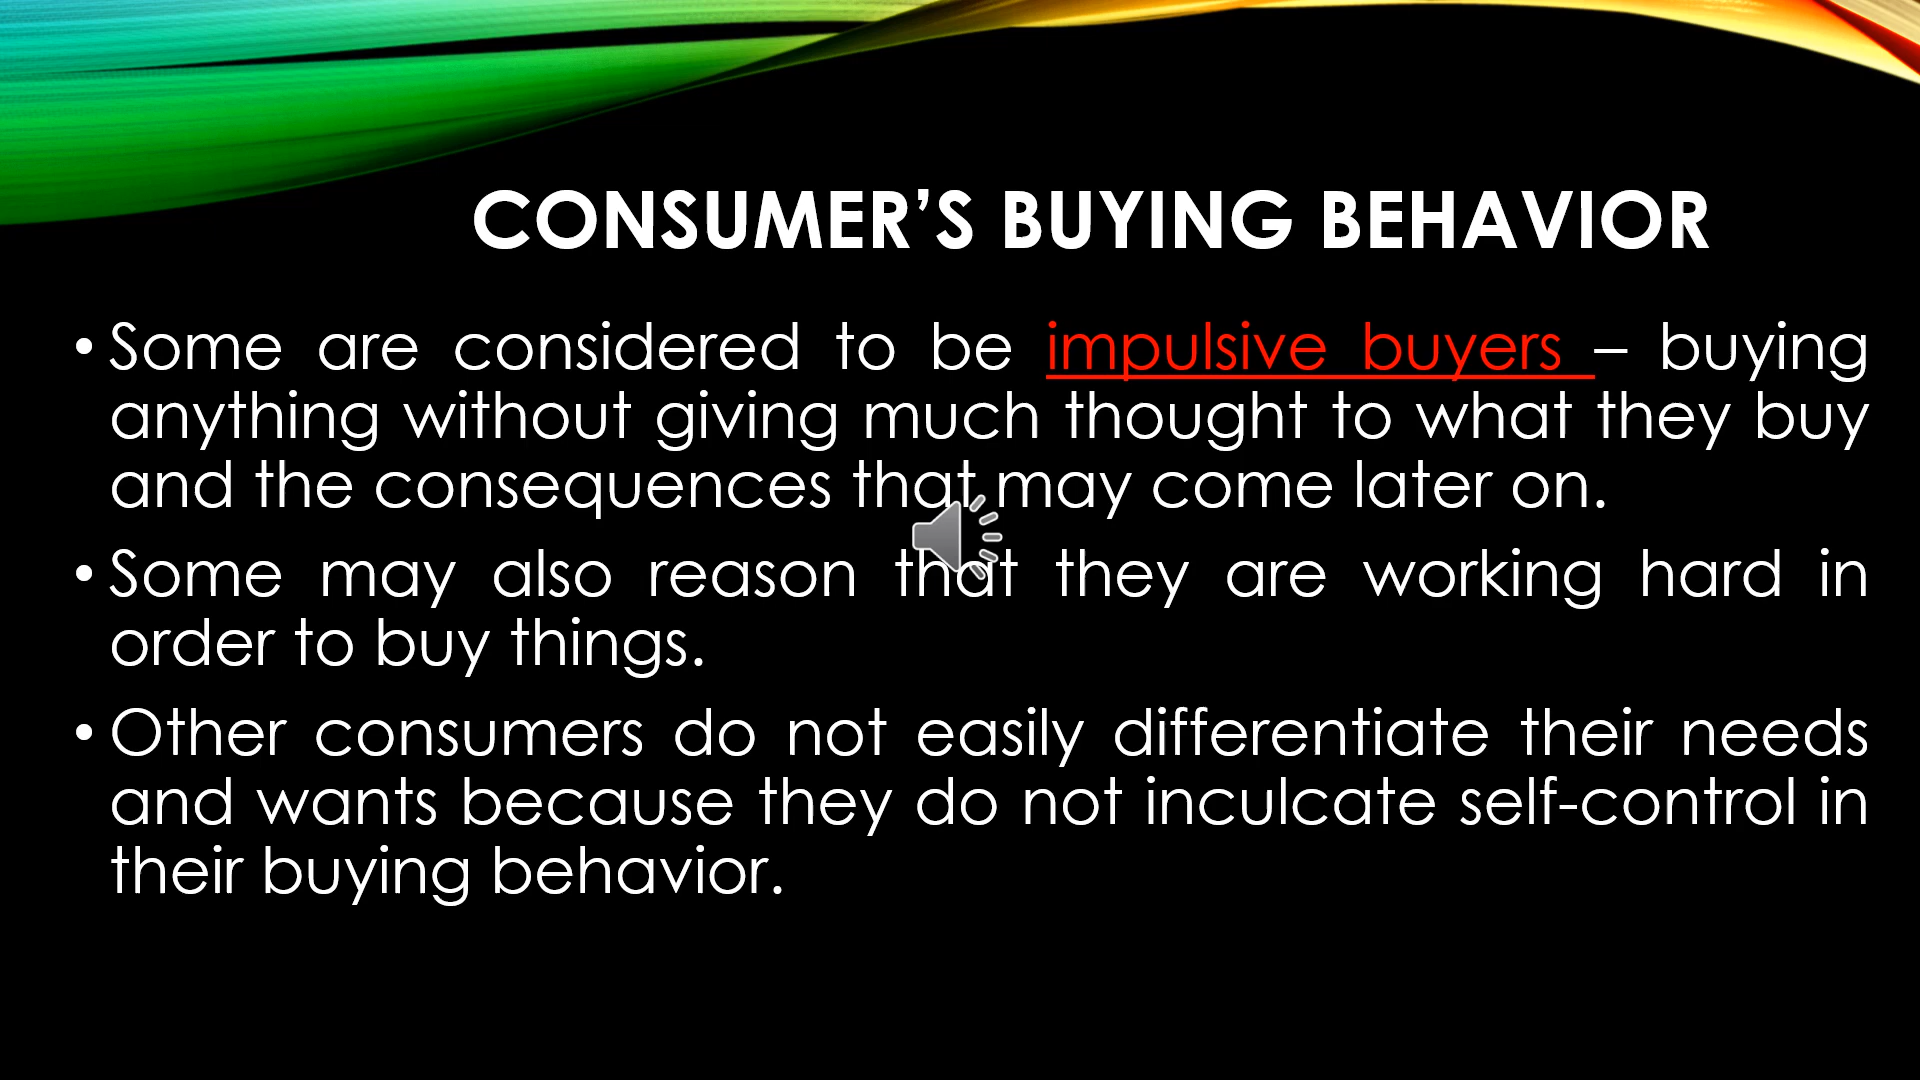 CONSUMER’S BUYING BEHAVIOR
• Some are considered to be impulsive buyers – buying
anything without giving much thought to what they buy
and the consequences that may come later on.
• Some may also reason that they are working hard in
order to buy things.
• Other consumers do not easily differentiate their needs
and wants because they do not inculcate self-control in
their buying behavior.